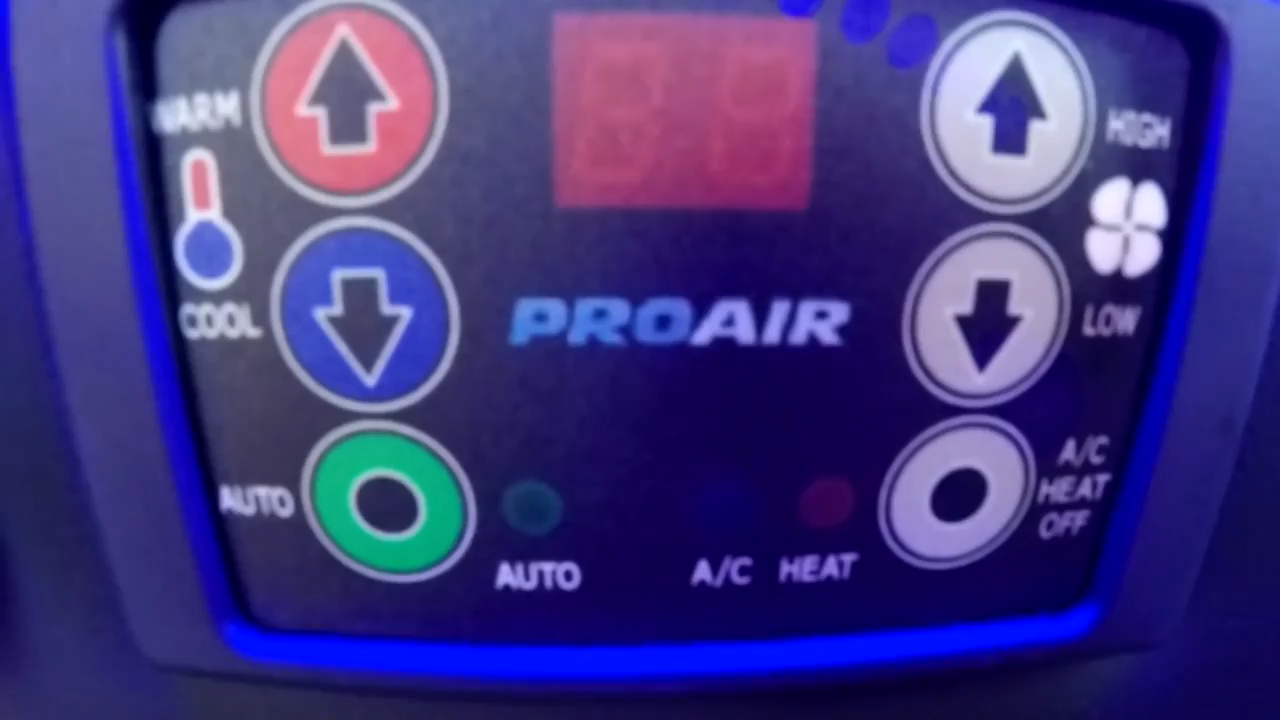 WARM
HIGH
COOL
PROAIR
LOW
AUTO
A/C
HEAT
OFF
AUTO
A/C HEAT